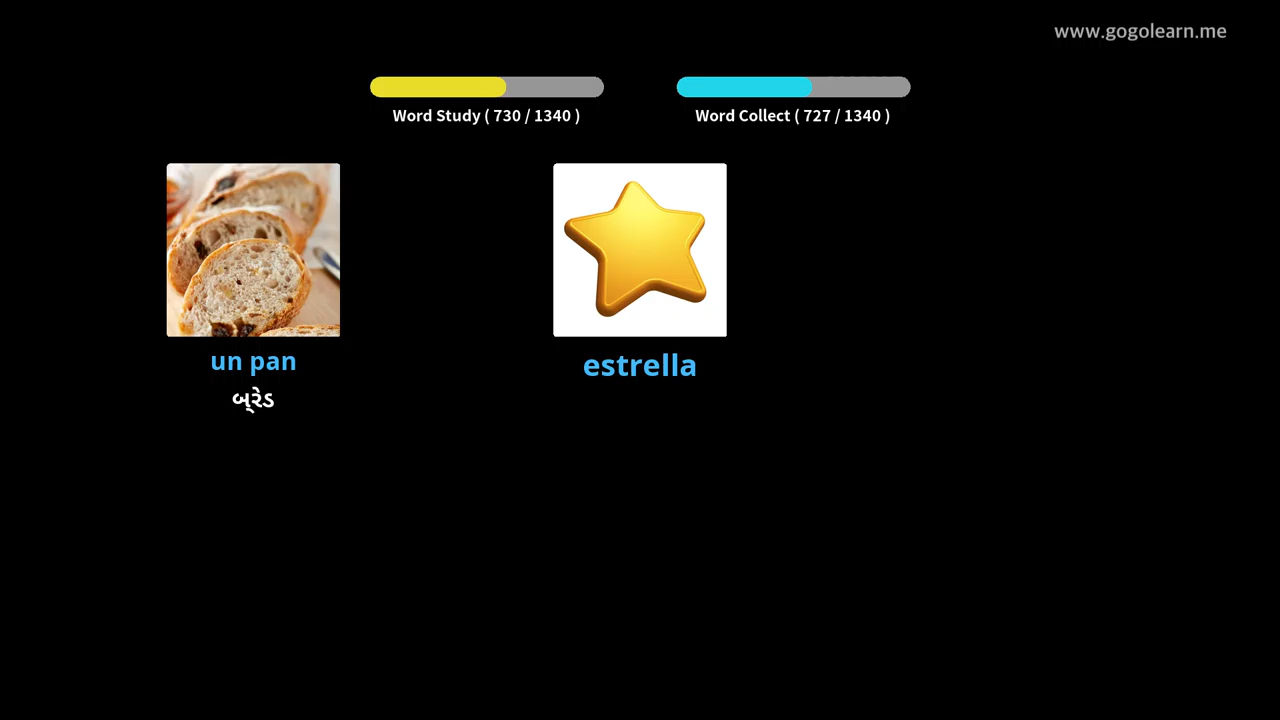 www.gogolearn.me
Word Study ( 730 / 1340 )
Word Collect ( 727 / 1340 )
un pan
બ્રેડ
estrella